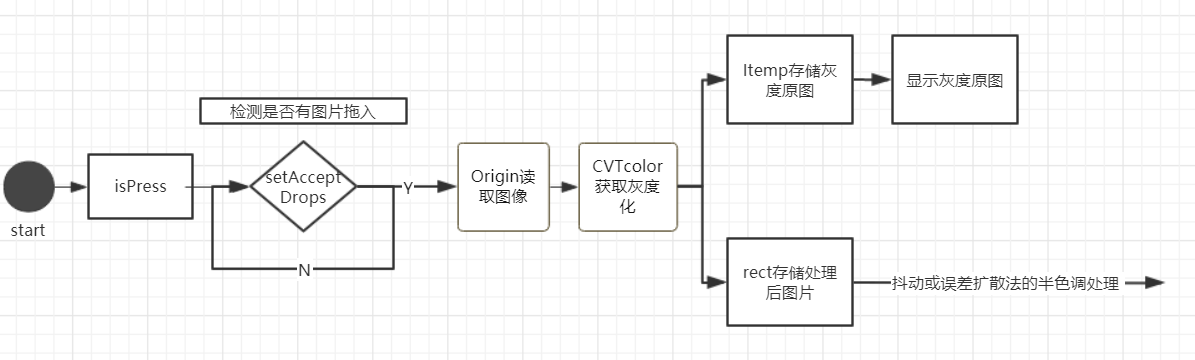 start
isPress
检测是否有图片拖入
setAccept
Drops
Y
N
Origin读
取图像
CVTcolor
获取灰度
化
Itemp存储灰
度原图
显示灰度原图
rect存储处理
后图片
抖动或误差扩散法的半色调处理